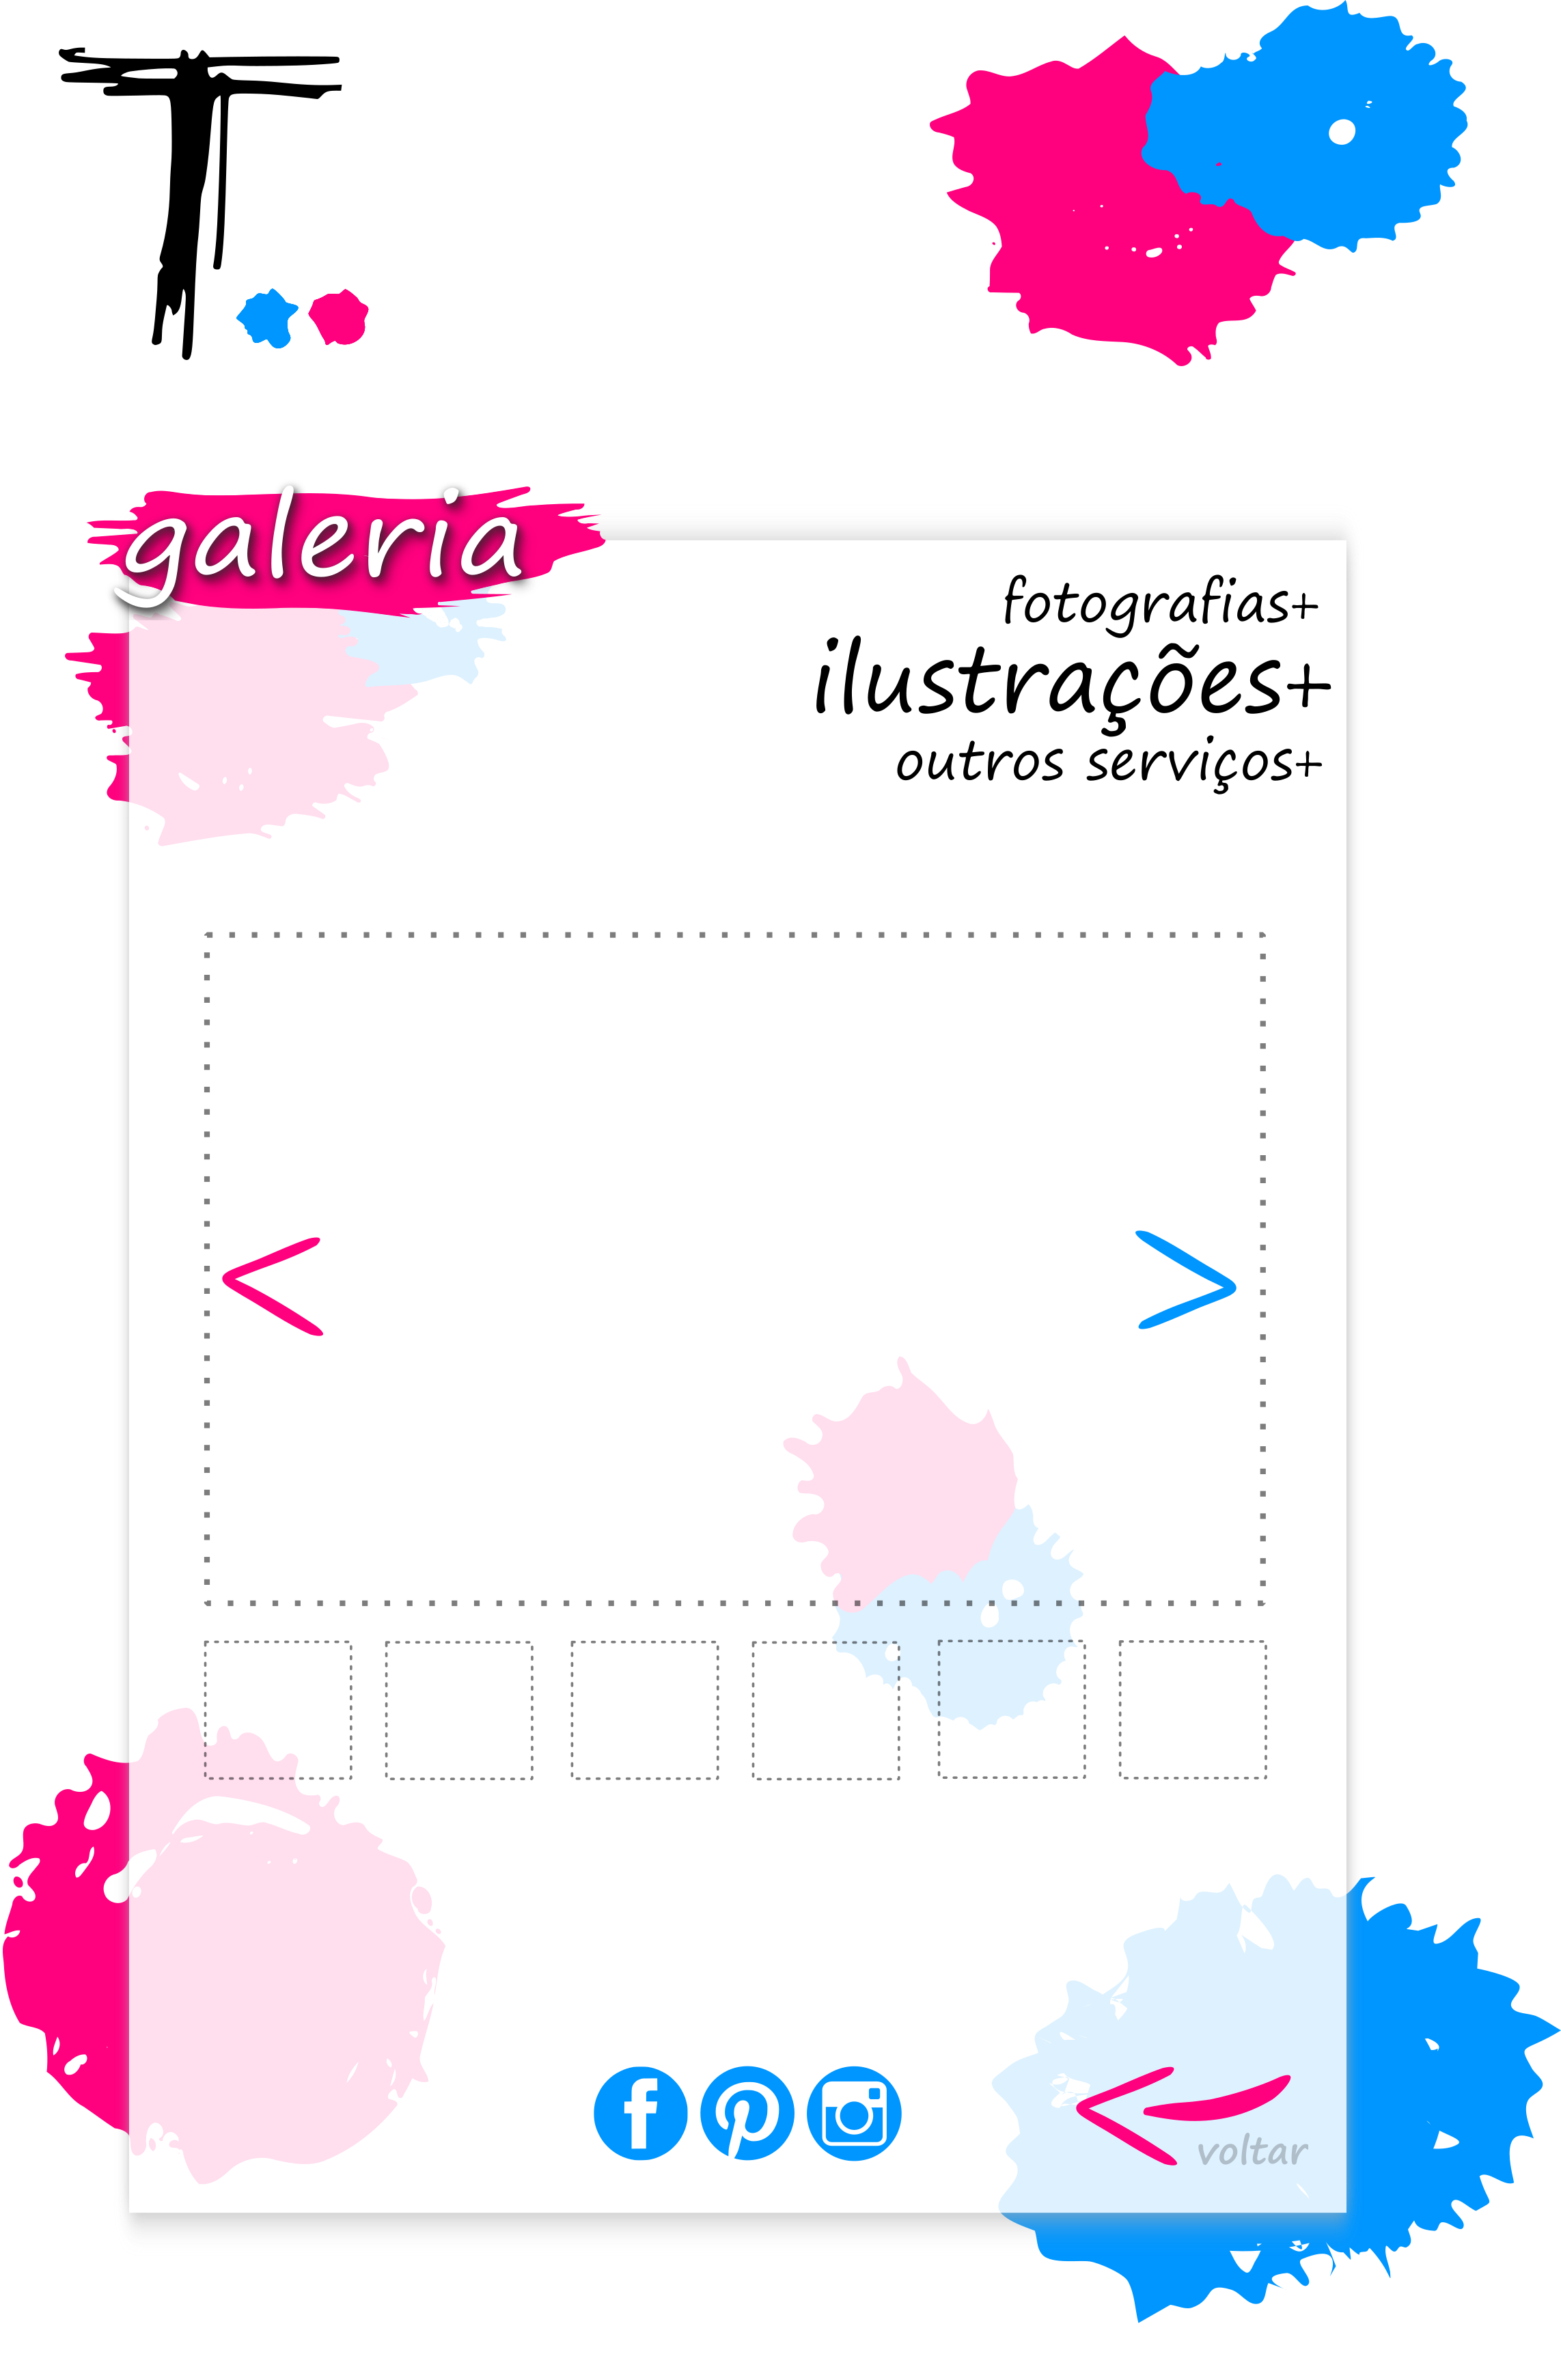 T.
galeria
fotografias+
ilustrações+
outros serviços+
<
>
voltar